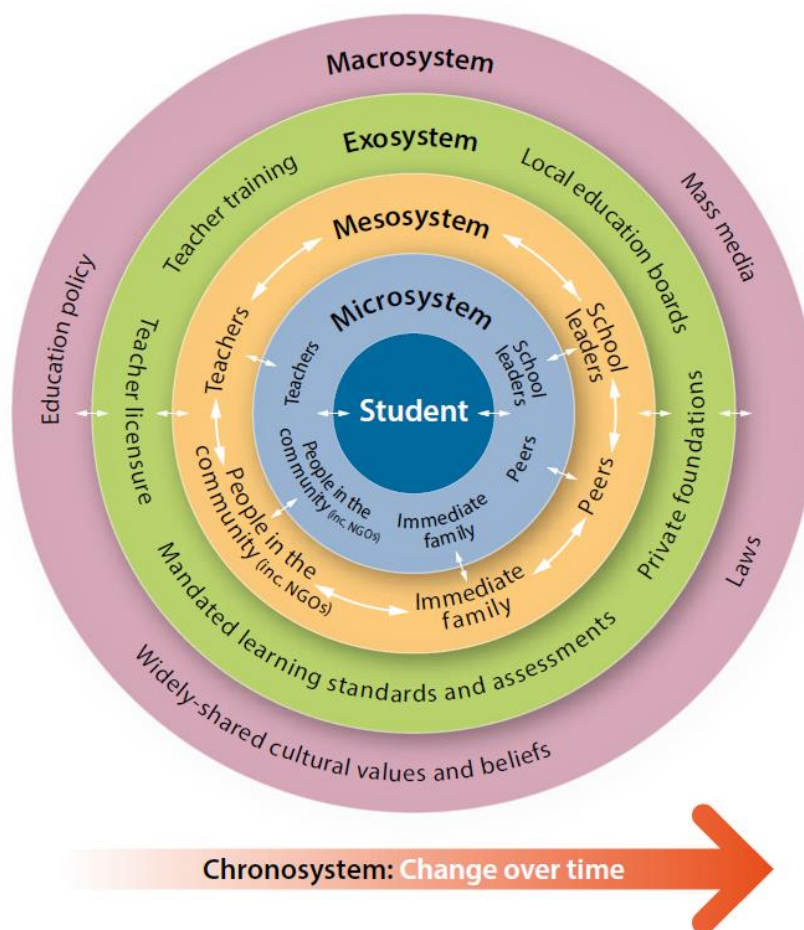 Macrosystem
Education policy
Mass media
Laws
Widely-shared cultural values and beliefs
Exosystem
Teacher training
Local education boards
Teacher licensure
Private foundations
Mandated learning standards and assessments
Mesosystem
Teachers
School
leaders
Peers
Immediate
family
People in the
community (inc. NGOs)
Microsystem
Teachers
School
leaders
Peers
Immediate
family
People in the
community (inc. NGOs)
Student
Chronosystem: Change over time